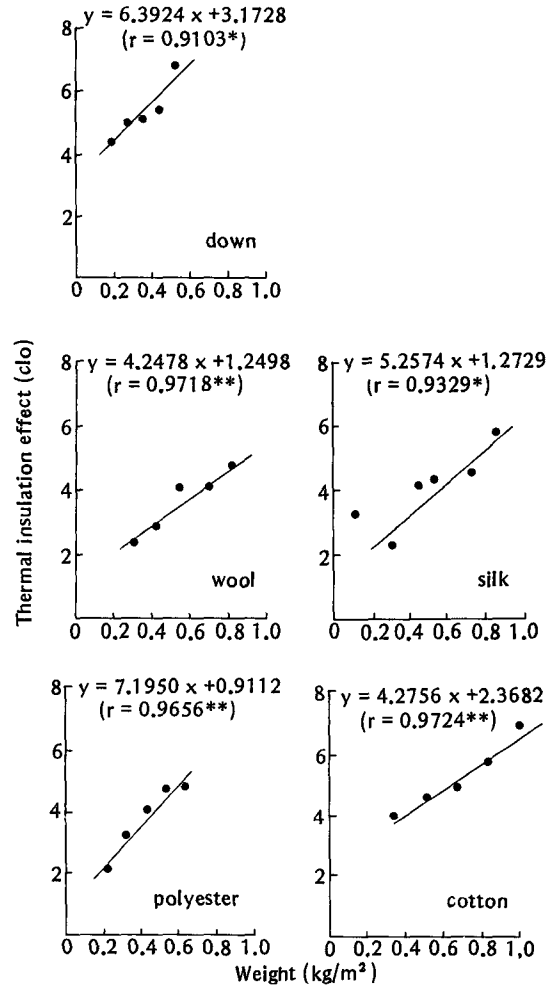 y = 6.3924 x +3.1728
(r = 0.9103*)
8
6
4
2
0 0.2 0.4 0.6 0.8 1.0
down
Thermal insulation effect (clo)
y = 4.2478 x +1.2498
(r = 0.9718**)
8
6
4
2
0 0.2 0.4 0.6 0.8 1.0
wool
y = 5.2574 x +1.2729
(r = 0.9329*)
8
6
4
2
0 0.2 0.4 0.6 0.8 1.0
silk
y = 7.1950 x +0.9112
(r = 0.9656**)
8
6
4
2
0 0.2 0.4 0.6 0.8 1.0
polyester
y = 4.2756 x +2.3682
(r = 0.9724**)
8
6
4
2
0 0.2 0.4 0.6 0.8 1.0
cotton
Weight (kg/m²)